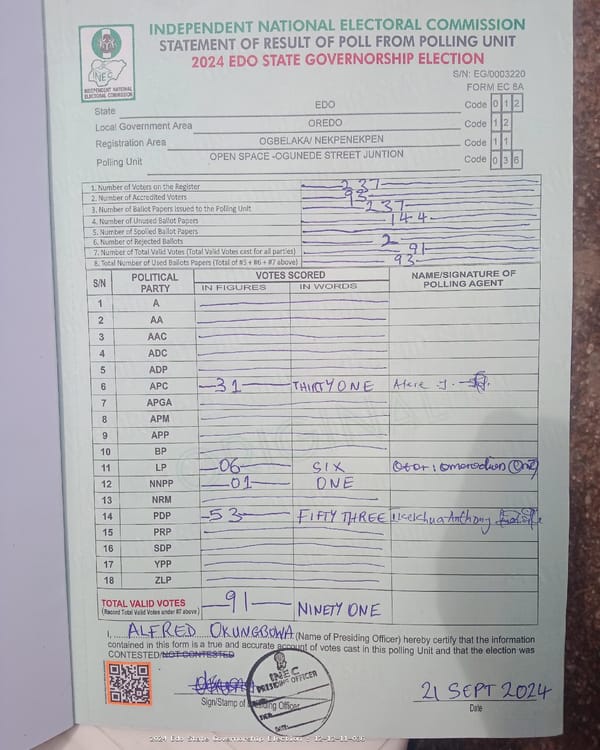 INDEPENDENT NATIONAL ELECTORAL COMMISSION
STATEMENT OF RESULT OF POLL FROM POLLING UNIT
2024 EDO STATE GOVERNORSHIP ELECTION
INEC
INDEPENDENT NATIONAL
ELECTORAL COMMISSION
S/N: EG/0003220
FORM EC 8A
State EDO Code 0 1 2
Local Government Area OREDO Code 1 2
Registration Area OGBELAKA/ NEKPENEKPEN Code 1 1
Polling Unit OPEN SPACE -OGUNEDE STREET JUNTION Code 0 3 6
1. Number of Voters on the Register 237
2. Number of Accredited Voters 93
3. Number of Ballot Papers Issued to the Polling Unit 237
4. Number of Unused Ballot Papers 144
5. Number of Spoiled Ballot Papers
6. Number of Rejected Ballots 2
7. Number of Total Valid Votes (Total Valid Votes cast for all parties) 91
8. Total Number of Used Ballots Papers (Total of #5 + #6 + #7 above) 93
S/N POLITICAL PARTY VOTES SCORED NAME/SIGNATURE OF POLLING AGENT
IN FIGURES IN WORDS
1 A
2 AA
3 AAC
4 ADC
5 ADP
6 APC 31 THIRTY ONE
7 APGA
8 APM
9 APP
10 BP
11 LP 06 SIX
12 NNPP 01 ONE
13 NRM
14 PDP 53 FIFTY THREE Anthony
15 PRP
16 SDP
17 YPP
18 ZLP
TOTAL VALID VOTES 91 NINETY ONE
(Record Total Valid Votes under #7 above)
I, ALFRED OKUNGBOWA (Name of Presiding Officer) hereby certify that the information
contained in this form is a true and accurate account of votes cast in this polling Unit and that the election was
CONTESTED/NOT CONTESTED
INEC
PRESIDING OFFICER
Sign/Stamp of Presiding Officer
21 SEPT 2024
Date
2024 Edo State Governorship Election - 12-12-11-036